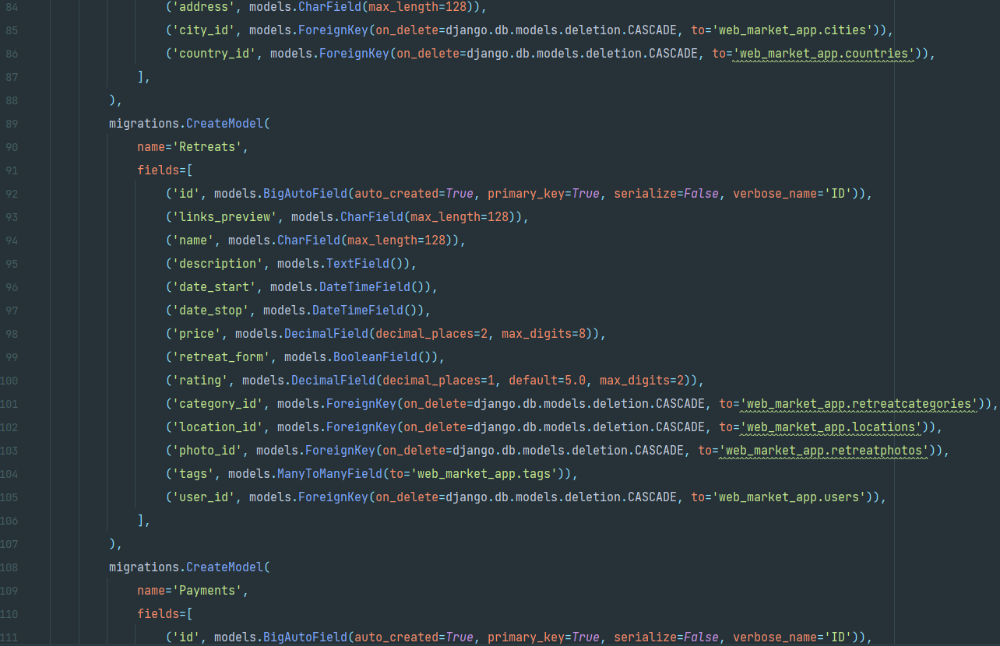 84 ('address', models.CharField(max_length=128)),
85 ('city_id', models.ForeignKey(on_delete=django.db.models.deletion.CASCADE, to='web_market_app.cities')),
86 ('country_id', models.ForeignKey(on_delete=django.db.models.deletion.CASCADE, to='web_market_app.countries')),
87 ],
88 ),
89 migrations.CreateModel(
90 name='Retreats',
91 fields=[
92 ('id', models.BigAutoField(auto_created=True, primary_key=True, serialize=False, verbose_name='ID')),
93 ('links_preview', models.CharField(max_length=128)),
94 ('name', models.CharField(max_length=128)),
95 ('description', models.TextField()),
96 ('date_start', models.DateTimeField()),
97 ('date_stop', models.DateTimeField()),
98 ('price', models.DecimalField(decimal_places=2, max_digits=8)),
99 ('retreat_form', models.BooleanField()),
100 ('rating', models.DecimalField(decimal_places=1, default=5.0, max_digits=2)),
101 ('category_id', models.ForeignKey(on_delete=django.db.models.deletion.CASCADE, to='web_market_app.retreatcategories')),
102 ('location_id', models.ForeignKey(on_delete=django.db.models.deletion.CASCADE, to='web_market_app.locations')),
103 ('photo_id', models.ForeignKey(on_delete=django.db.models.deletion.CASCADE, to='web_market_app.retreatphotos')),
104 ('tags', models.ManyToManyField(to='web_market_app.tags')),
105 ('user_id', models.ForeignKey(on_delete=django.db.models.deletion.CASCADE, to='web_market_app.users')),
106 ],
107 ),
108 migrations.CreateModel(
109 name='Payments',
110 fields=[
111 ('id', models.BigAutoField(auto_created=True, primary_key=True, serialize=False, verbose_name='ID')),